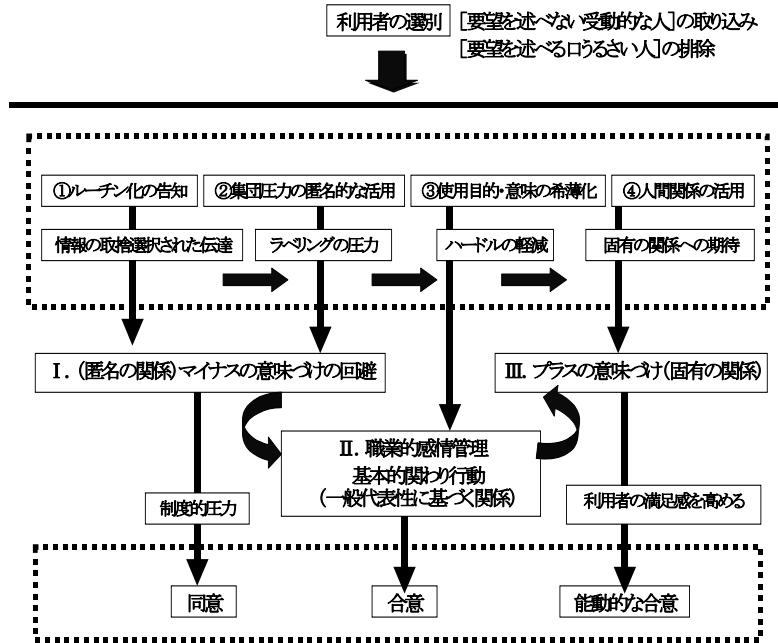 利用者の選別 [要望を述べない受動的な人]の取り込み
[要望を述べる口うるさい人]の排除
①ルーチン化の告知 ②集団圧力の匿名的な活用 ③使用目的・意味の希薄化 ④人間関係の活用
情報の取捨選択された伝達 ラベリングの圧力 ハードルの軽減 固有の関係への期待
Ⅰ.(匿名の関係)マイナスの意味づけの回避 Ⅲ.プラスの意味づけ(固有の関係)
Ⅱ.職業的感情管理
基本的関わり行動
(一般代表性に基づく関係)
制度的圧力 利用者の満足感を高める
同意 合意 能動的な合意